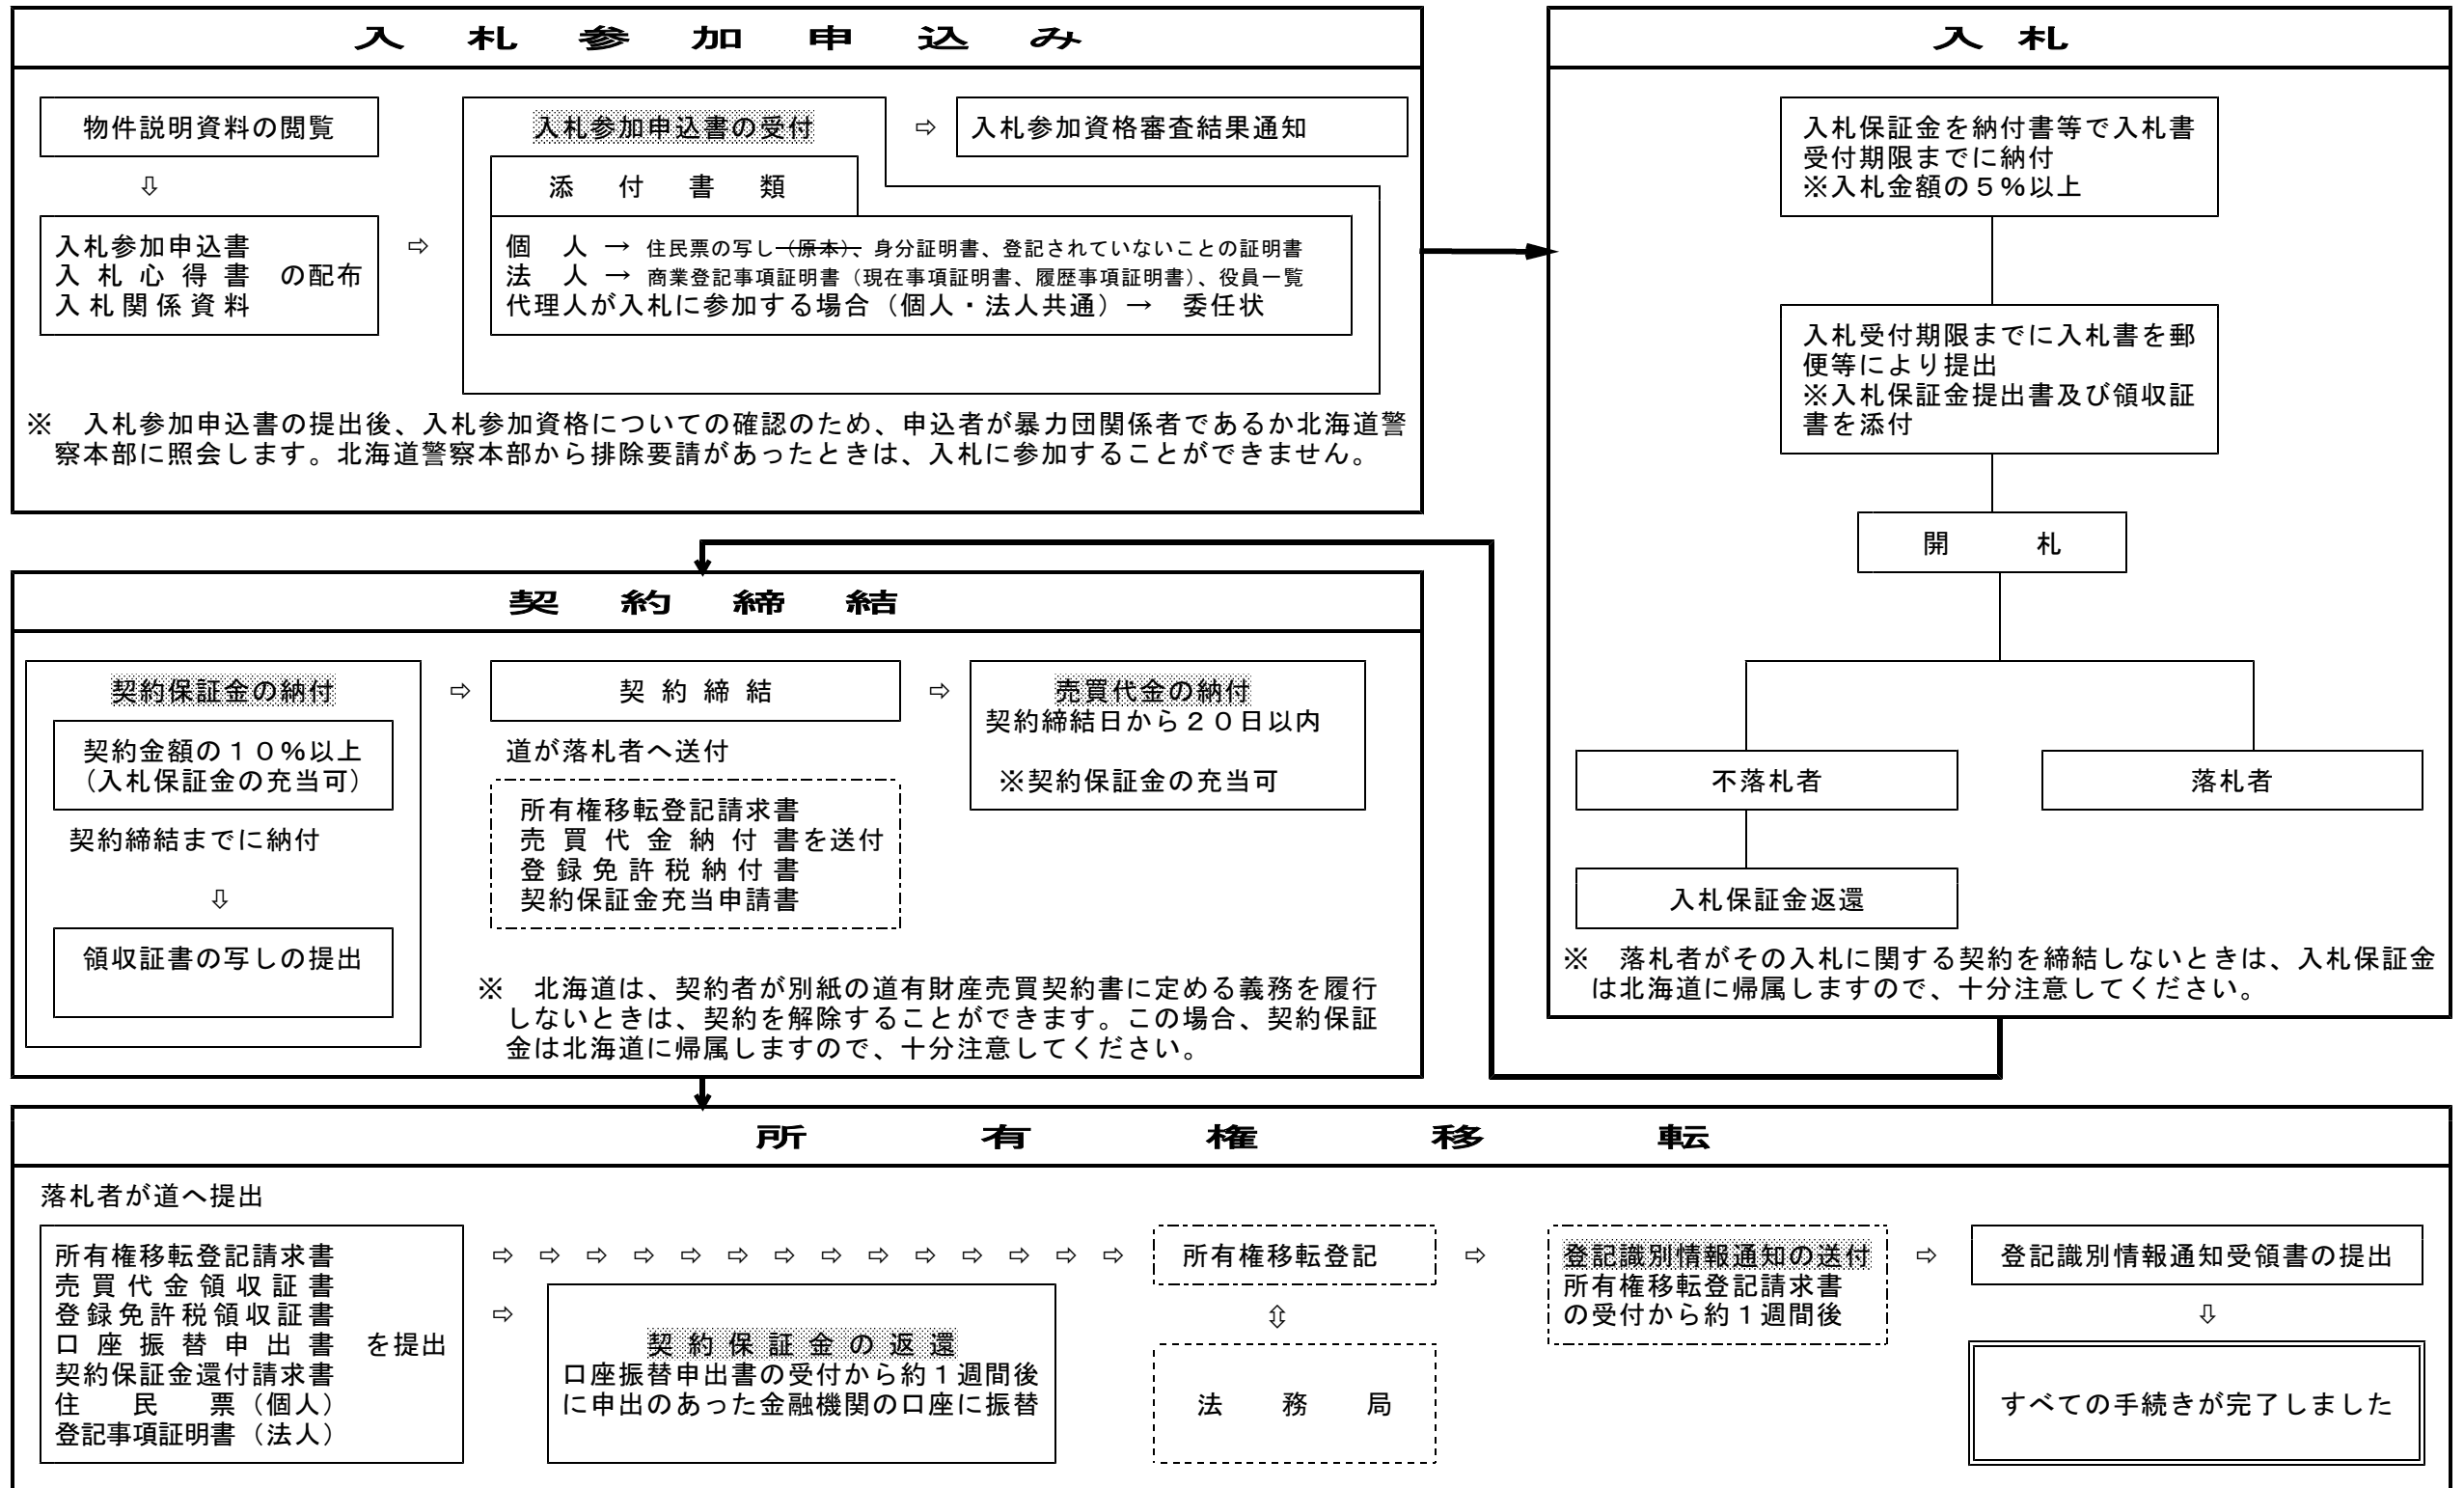 入札参加申込み
物件説明資料の閲覧
⇩
入札参加申込書
入札心得書 の配布
入札関係資料
⇨
入札参加申込書の受付
添付書類
個　人 → 住民票の写し（原本）、身分証明書、登記されていないことの証明書
法　人 → 商業登記事項証明書（現在事項証明書、履歴事項証明書）、役員一覧
代理人が入札に参加する場合（個人・法人共通）→　委任状
⇨
入札参加資格審査結果通知
※　入札参加申込書の提出後、入札参加資格についての確認のため、申込者が暴力団関係者であるか北海道警
察本部に照会します。北海道警察本部から排除要請があったときは、入札に参加することができません。
入札
入札保証金を納付書等で入札書
受付期限までに納付
※入札金額の５％以上
入札受付期限までに入札書を郵
便等により提出
※入札保証金提出書及び領収証
書を添付
開　札
不落札者
落札者
入札保証金返還
※　落札者がその入札に関する契約を締結しないときは、入札保証金
は北海道に帰属しますので、十分注意してください。
契約締結
契約保証金の納付
契約金額の１０％以上
（入札保証金の充当可）
契約締結までに納付
⇩
領収証書の写しの提出
⇨
契約締結
道が落札者へ送付
所有権移転登記請求書
売買代金納付書を送付
登録免許税納付書
契約保証金充当申請書
⇨
売買代金の納付
契約締結日から２０日以内
※契約保証金の充当可
※　北海道は、契約者が別紙の道有財産売買契約書に定める義務を履行
しないときは、契約を解除することができます。この場合、契約保証
金は北海道に帰属しますので、十分注意してください。
所有権移転
落札者が道へ提出
所有権移転登記請求書
売買代金領収証書
登録免許税領収証書
口座振替申出書 を提出
契約保証金還付請求書
住民票（個人）
登記事項証明書（法人）
⇨ ⇨ ⇨ ⇨ ⇨ ⇨ ⇨ ⇨ ⇨ ⇨ ⇨ ⇨ ⇨ ⇨
⇨
契約保証金の返還
口座振替申出書の受付から約１週間後
に申出のあった金融機関の口座に振替
所有権移転登記
⇳
法務局
⇨
登記識別情報通知の送付
所有権移転登記請求書
の受付から約１週間後
⇨
登記識別情報通知受領書の提出
⇩
すべての手続きが完了しました